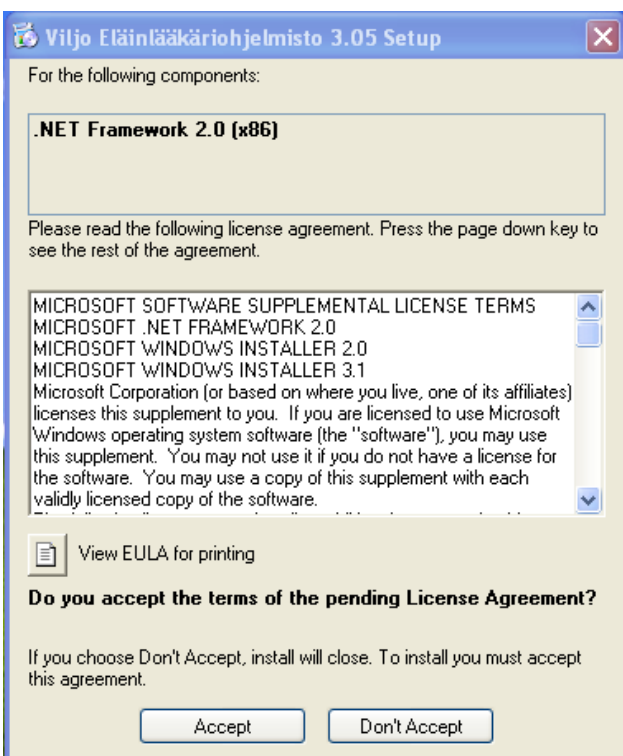 Viljo Eläinlääkäriohjelmisto 3.05 Setup
For the following components:
.NET Framework 2.0 (x86)
Please read the following license agreement. Press the page down key to
see the rest of the agreement.
MICROSOFT SOFTWARE SUPPLEMENTAL LICENSE TERMS
MICROSOFT .NET FRAMEWORK 2.0
MICROSOFT WINDOWS INSTALLER 2.0
MICROSOFT WINDOWS INSTALLER 3.1
Microsoft Corporation (or based on where you live, one of its affiliates)
licenses this supplement to you.  If you are licensed to use Microsoft
Windows operating system software (the "software"), you may use
this supplement.  You may not use it if you do not have a license for
the software.  You may use a copy of this supplement with each
validly licensed copy of the software.
View EULA for printing
Do you accept the terms of the pending License Agreement?
If you choose Don't Accept, install will close. To install you must accept
this agreement.
Accept
Don't Accept